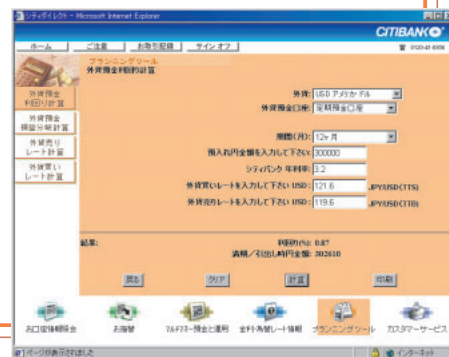 シティダイレクト - Microsoft Internet Explorer
CITIBANK
ホーム
ご注意
お取引記録
サインオフ
0120-41-6006
プランニングツール
外貨預金利回り計算
外貨預金
利回り計算
外貨預金
損益分岐計算
外貨売り
レート計算
外貨買い
レート計算
外貨: USD アメリカ・ドル
外貨預金口座: 定期預金口座
期間(月): 12ヶ月
預入れ円金額を入力して下さい: 300000
シティバンク 年利率: 3.2
外貨買いレートを入力して下さい USD: 121.6 JPY/USD(TTS)
外貨売りレートを入力して下さい USD: 119.6 JPY/USD(TTB)
結果:
利回り(%): 0.87
満期/引出し時円金額: 302610
戻る
クリア
計算
印刷
お口座情報照会
お振替
マルチマネー預金と運用
金利・為替レート情報
プランニングツール
カスタマーサービス
ページが表示されました
インターネット